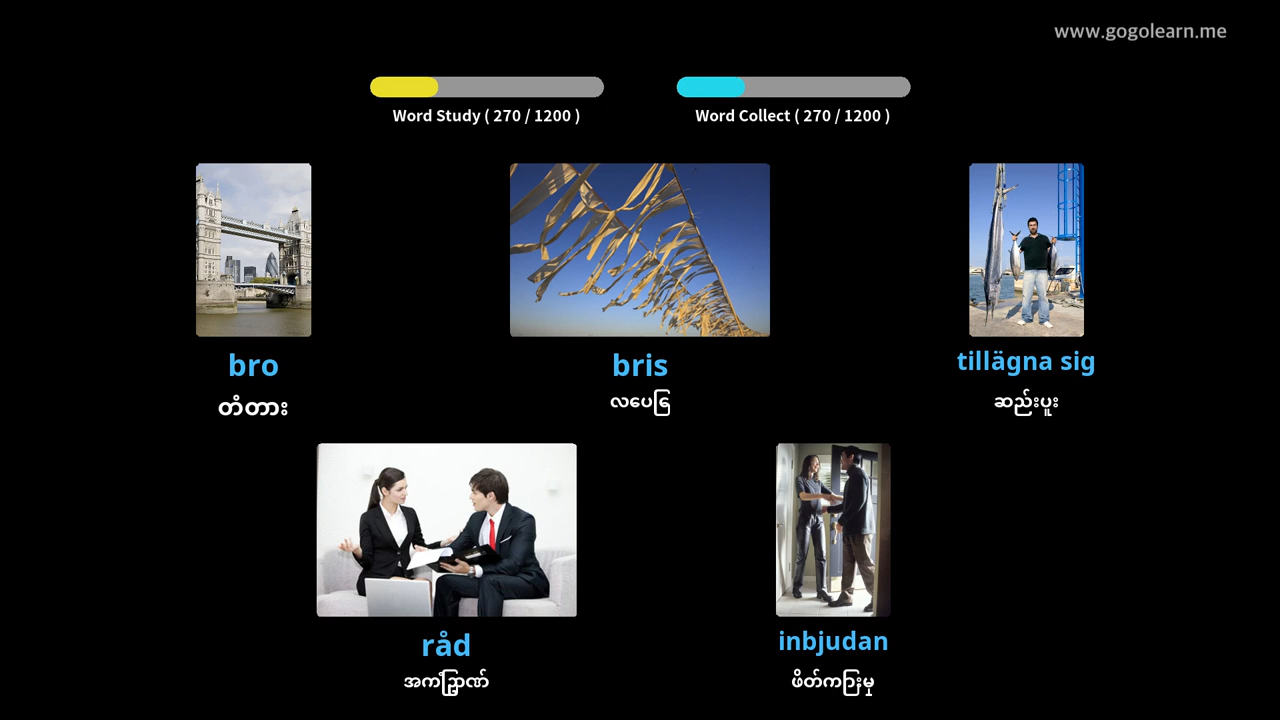 www.gogolearn.me
Word Study ( 270 / 1200 )
Word Collect ( 270 / 1200 )
bro
bris
tillägna sig
တံတား
လေပြေ
ဆည်းပူး
råd
inbjudan
အကြံဉာဏ်
ဖိတ်ကြားမှု